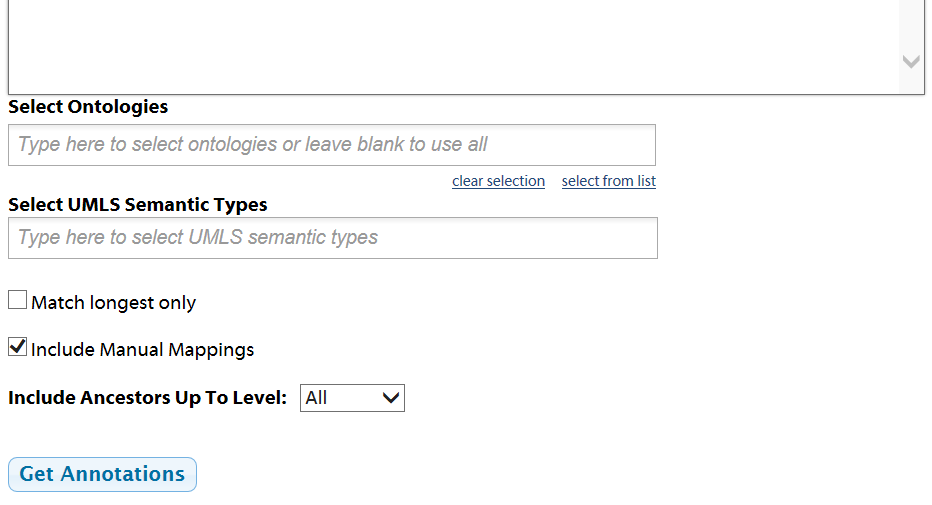 Select Ontologies
Type here to select ontologies or leave blank to use all
clear selection select from list
Select UMLS Semantic Types
Type here to select UMLS semantic types
Match longest only
Include Manual Mappings
Include Ancestors Up To Level: All
Get Annotations